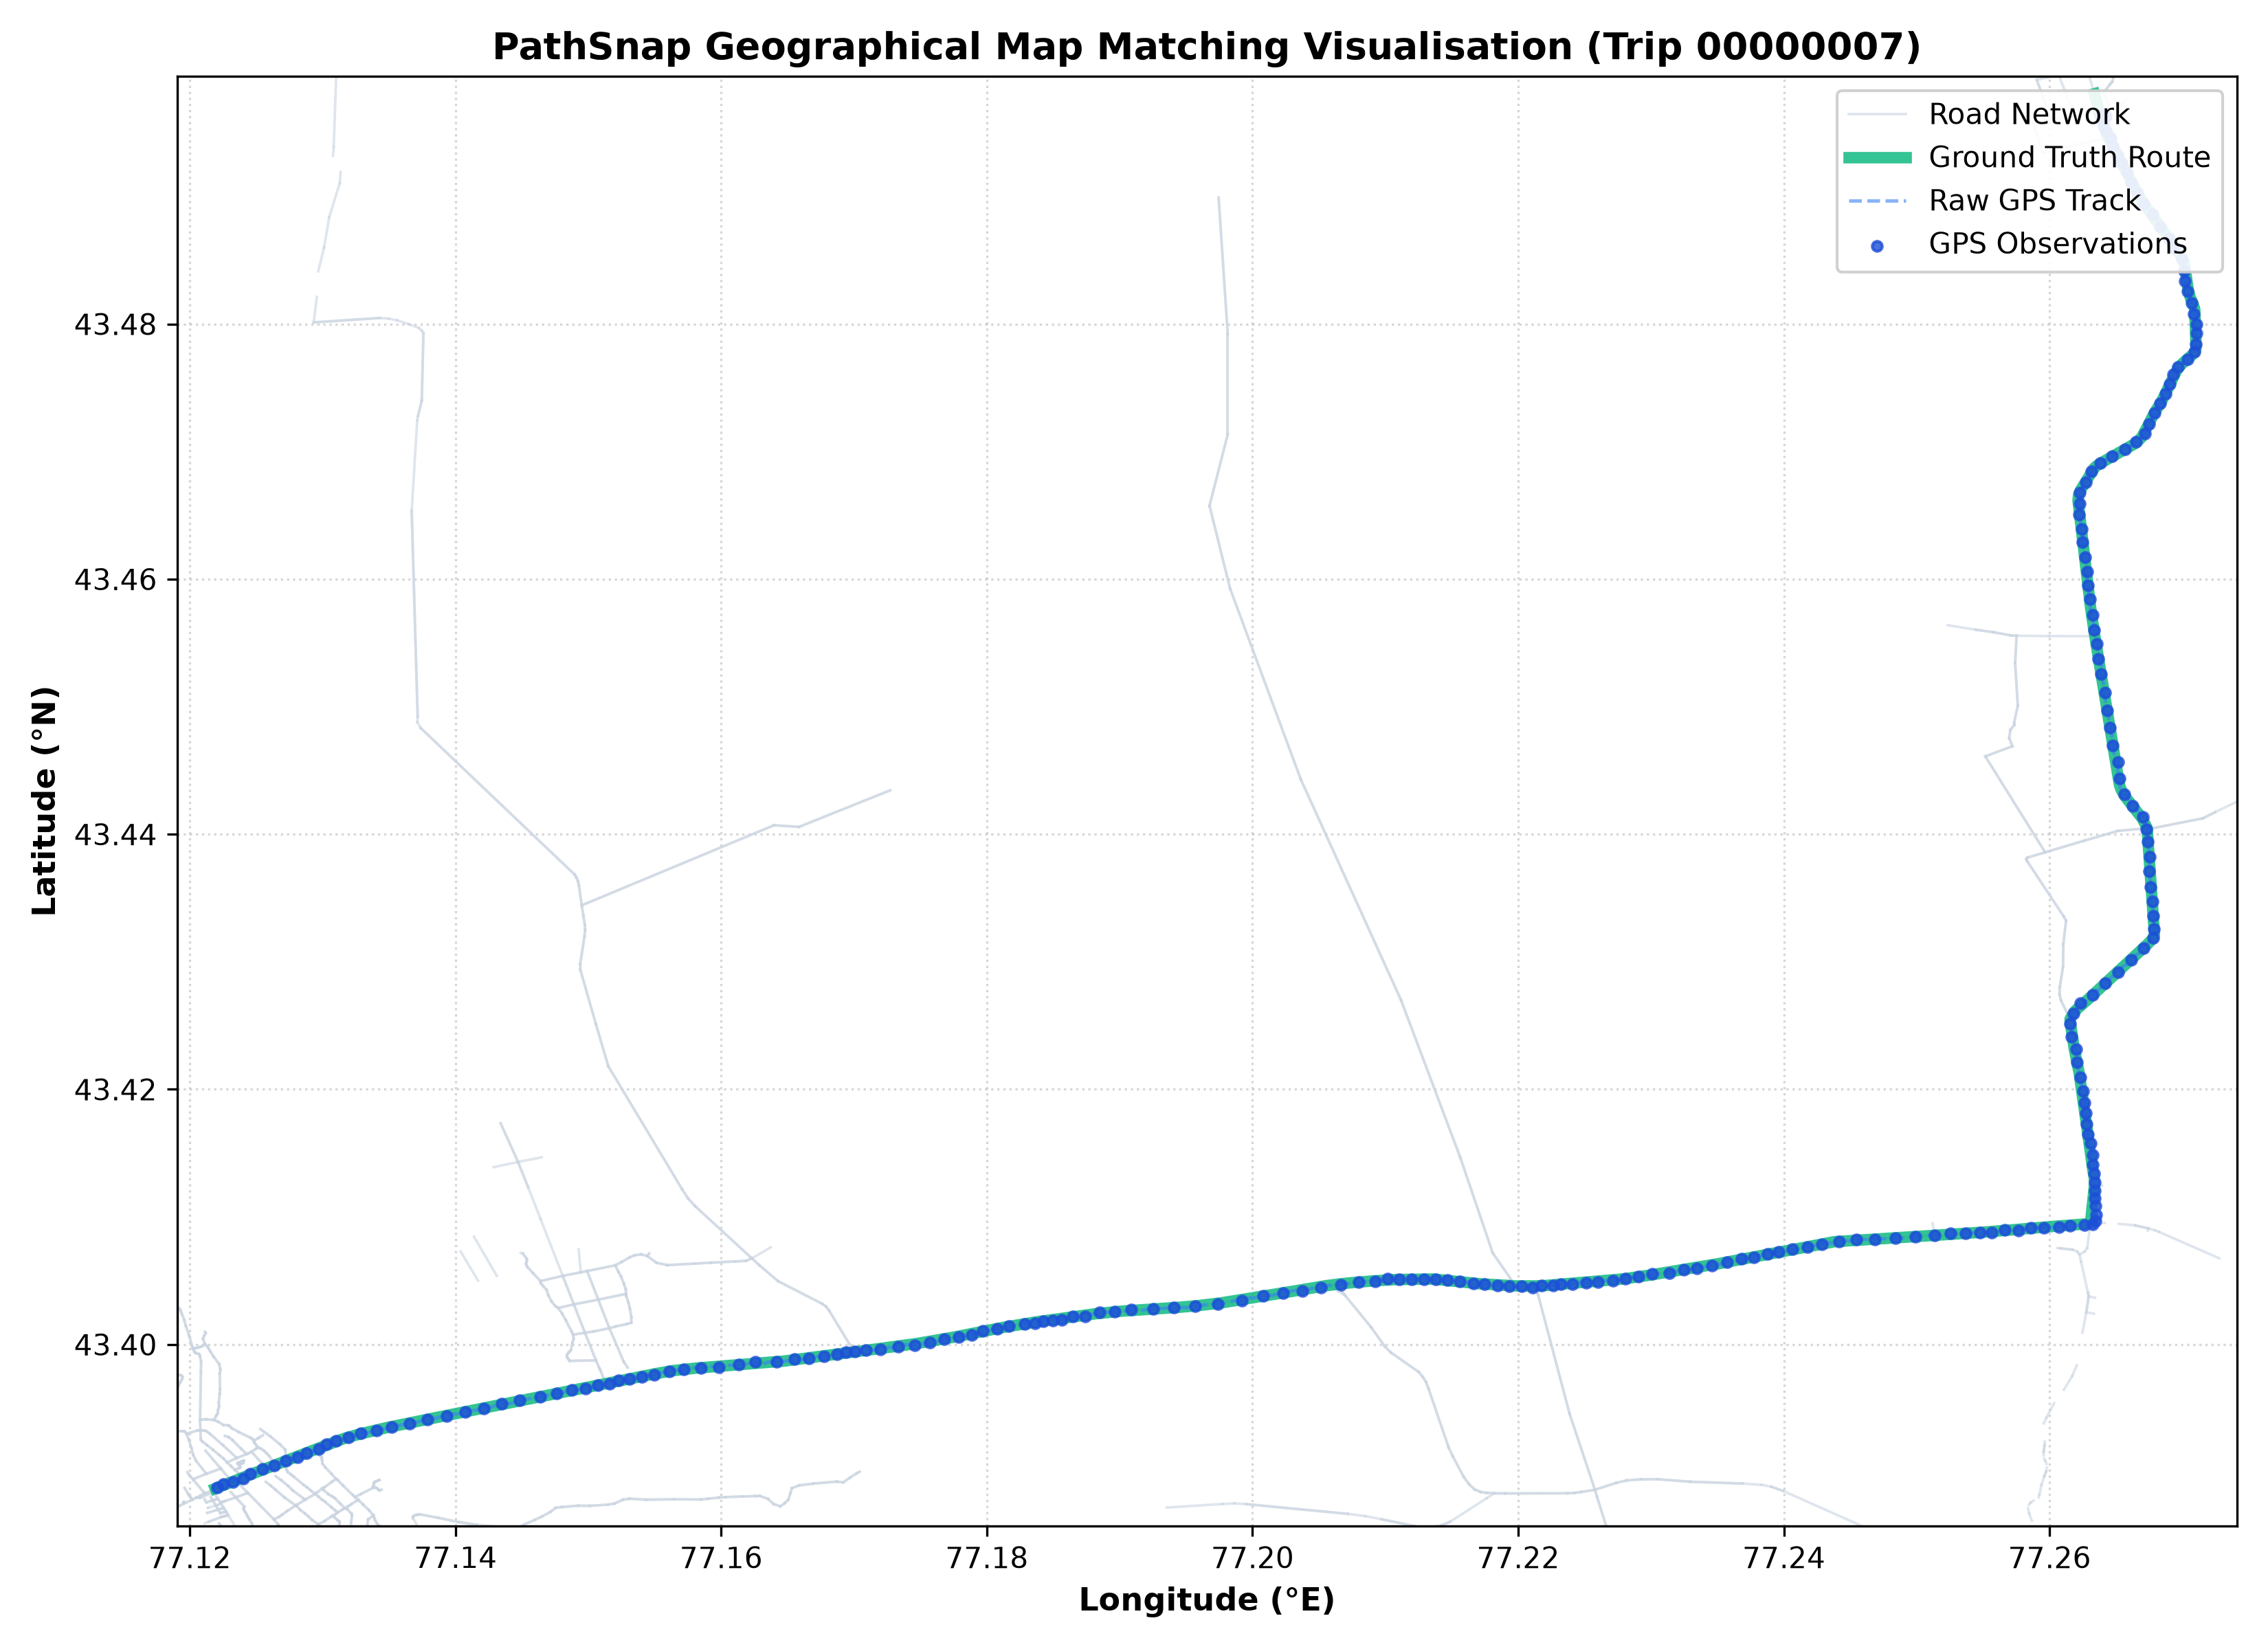 PathSnap Geographical Map Matching Visualisation (Trip 00000007)
Road Network
Ground Truth Route
Raw GPS Track
GPS Observations
Latitude (°N)
43.48
43.46
43.44
43.42
43.40
77.12 77.14 77.16 77.18 77.20 77.22 77.24 77.26
Longitude (°E)